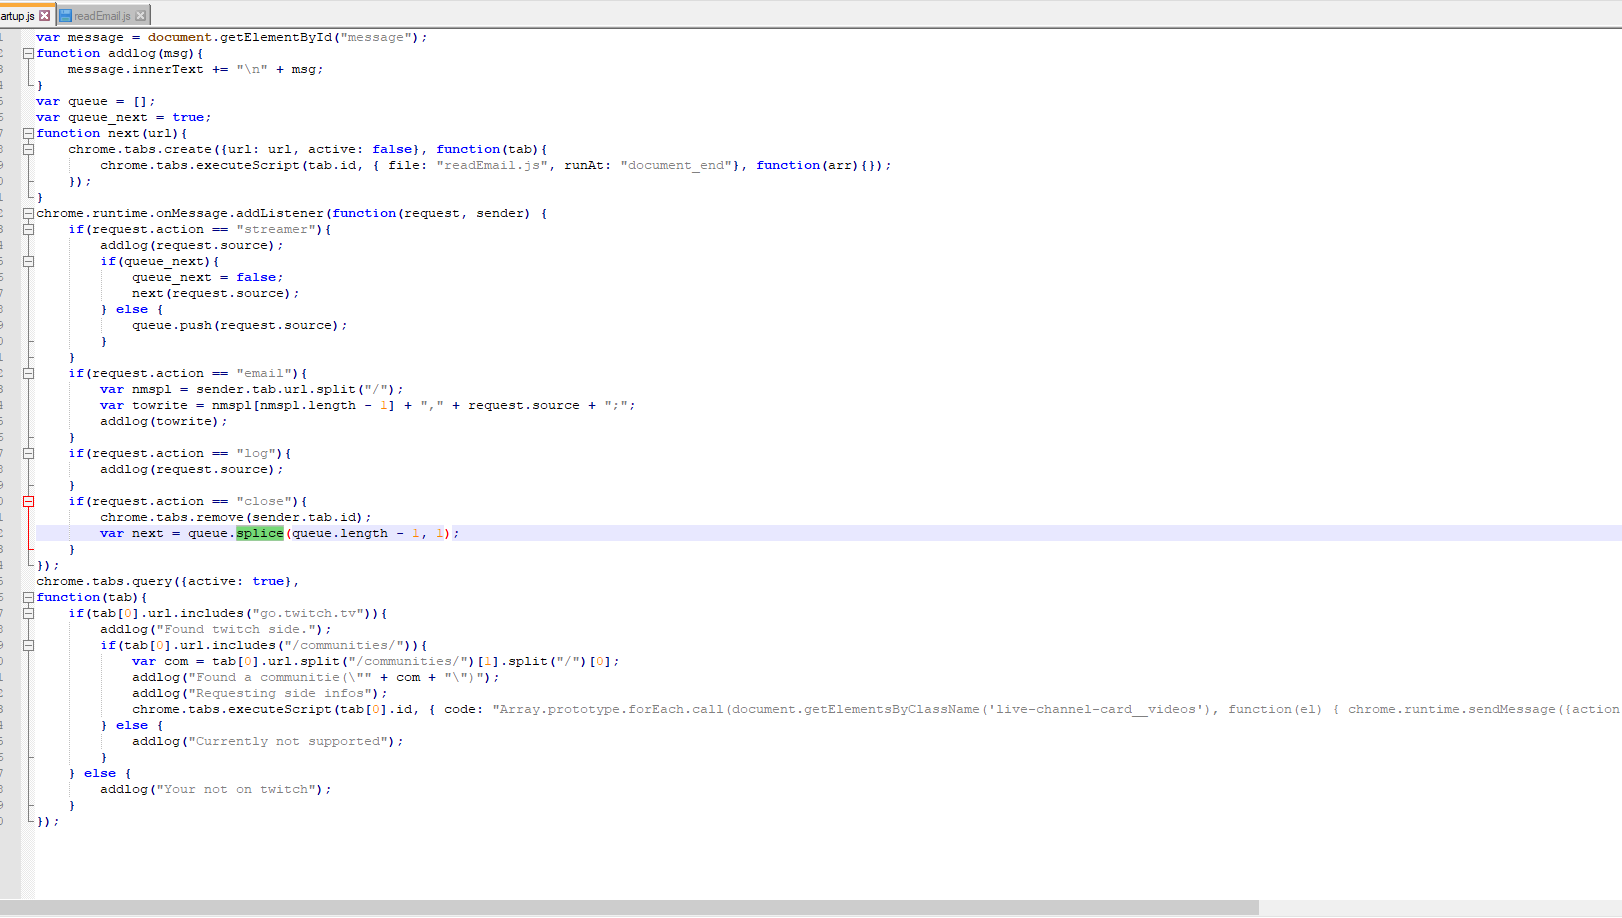 artup.js readEmail.js
var message = document.getElementById("message");
function addlog(msg){
message.innerText += "\n" + msg;
}
var queue = [];
var queue_next = true;
function next(url){
chrome.tabs.create({url: url, active: false}, function(tab){
chrome.tabs.executeScript(tab.id, { file: "readEmail.js", runAt: "document_end"}, function(arr){});
});
}
chrome.runtime.onMessage.addListener(function(request, sender) {
if(request.action == "streamer"){
addlog(request.source);
if(queue_next){
queue_next = false;
next(request.source);
} else {
queue.push(request.source);
}
}
if(request.action == "email"){
var nmspl = sender.tab.url.split("/");
var towrite = nmspl[nmspl.length - 1] + "," + request.source + ";";
addlog(towrite);
}
if(request.action == "log"){
addlog(request.source);
}
if(request.action == "close"){
chrome.tabs.remove(sender.tab.id);
var next = queue.splice(queue.length - 1, 1);
}
});
chrome.tabs.query({active: true},
function(tab){
if(tab[0].url.includes("go.twitch.tv")){
addlog("Found twitch side.");
if(tab[0].url.includes("/communities/")){
var com = tab[0].url.split("/communities/")[1].split("/")[0];
addlog("Found a communitie(\"" + com + "\")");
addlog("Requesting side infos");
chrome.tabs.executeScript(tab[0].id, { code: "Array.prototype.forEach.call(document.getElementsByClassName('live-channel-card__videos'), function(el) { chrome.runtime.sendMessage({action
} else {
addlog("Currently not supported");
}
} else {
addlog("Your not on twitch");
}
});